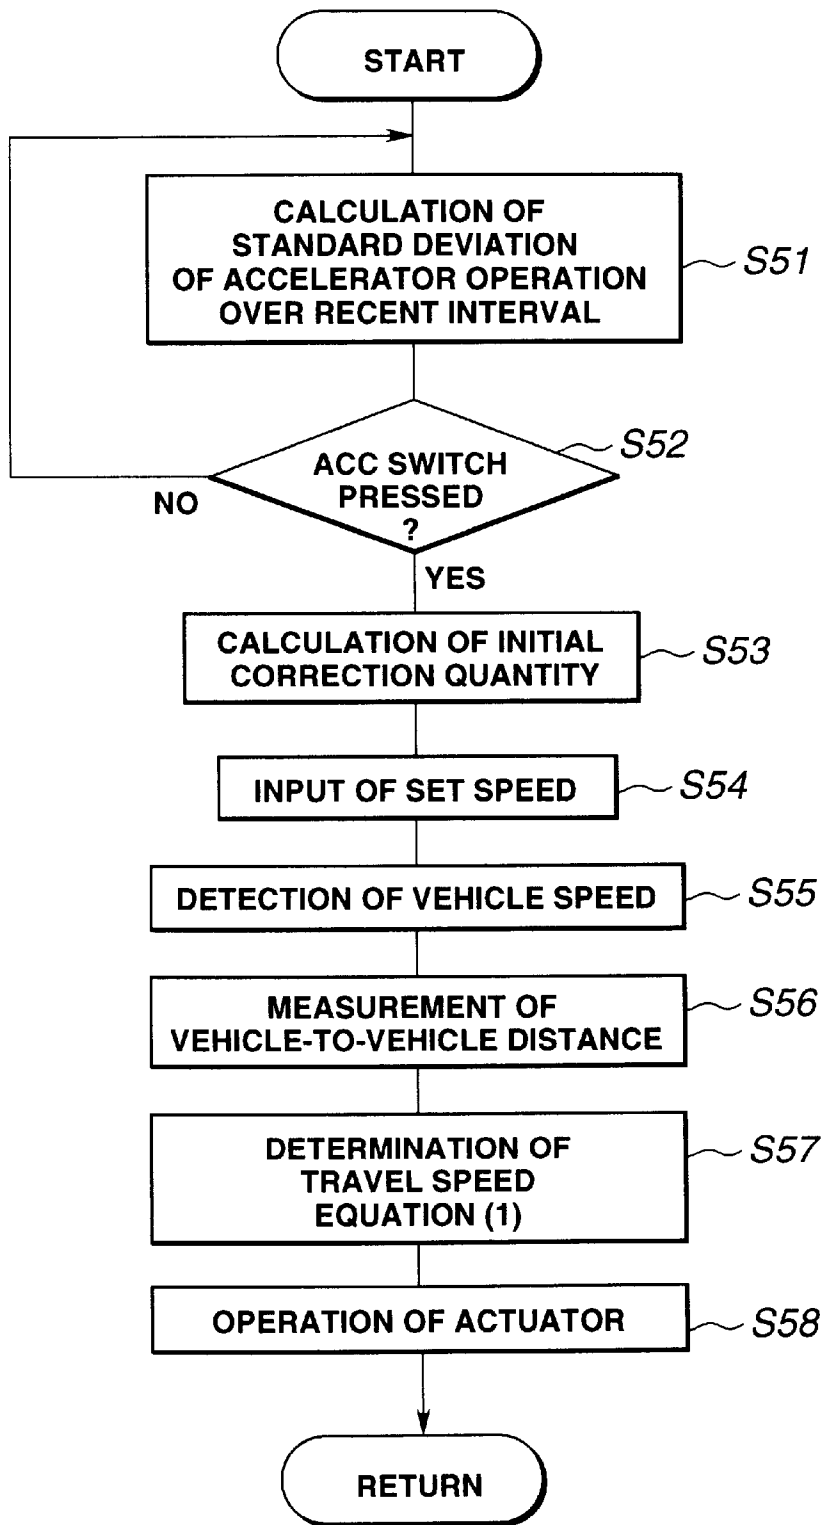 START
CALCULATION OF
STANDARD DEVIATION
OF ACCELERATOR OPERATION
OVER RECENT INTERVAL
S51
ACC SWITCH
PRESSED
?
S52
NO
YES
CALCULATION OF INITIAL
CORRECTION QUANTITY
S53
INPUT OF SET SPEED
S54
DETECTION OF VEHICLE SPEED
S55
MEASUREMENT OF
VEHICLE-TO-VEHICLE DISTANCE
S56
DETERMINATION OF
TRAVEL SPEED
EQUATION (1)
S57
OPERATION OF ACTUATOR
S58
RETURN